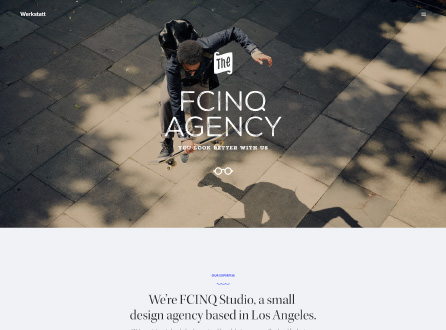 Werkstatt
The
FCINQ
AGENCY
YOU LOOK BETTER WITH US
OUR EXPERTISE
We're FCINQ Studio, a small
design agency based in Los Angeles.